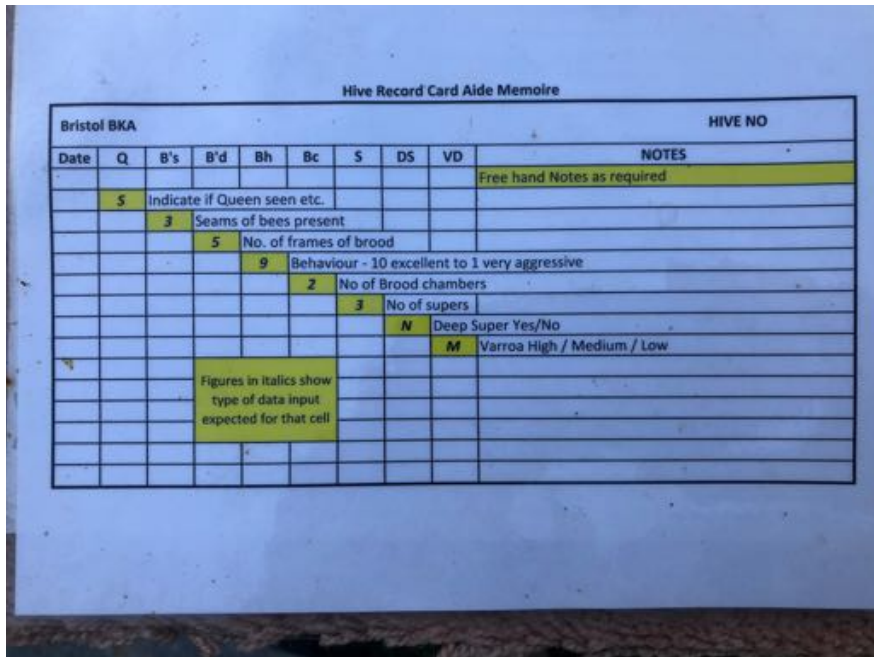 Hive Record Card Aide Memoire
Bristol BKA HIVE NO
Date Q B's B'd Bh Bc S DS VD NOTES
Free hand Notes as required
S Indicate if Queen seen etc.
3 Seams of bees present
5 No. of frames of brood
9 Behaviour - 10 excellent to 1 very aggressive
2 No of Brood chambers
3 No of supers
N Deep Super Yes/No
M Varroa High / Medium / Low
Figures in italics show
type of data input
expected for that cell